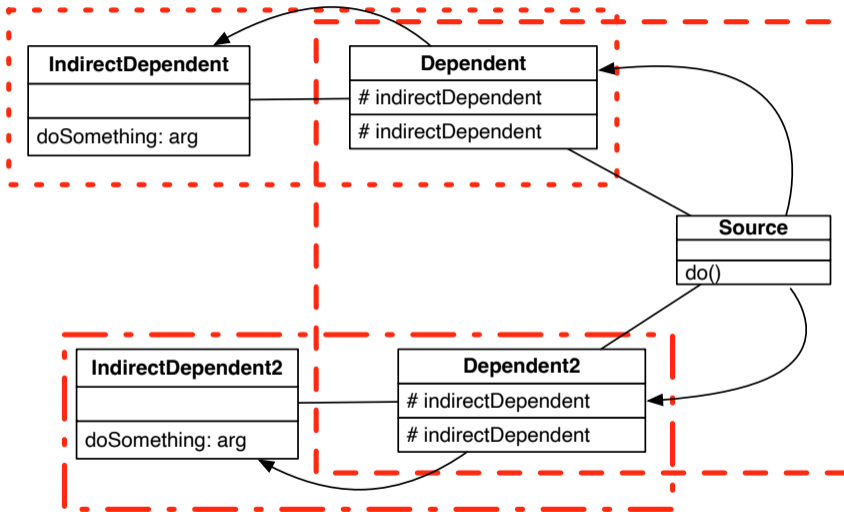 IndirectDependent
doSomething: arg
Dependent
# indirectDependent
# indirectDependent
Source
do()
IndirectDependent2
doSomething: arg
Dependent2
# indirectDependent
# indirectDependent